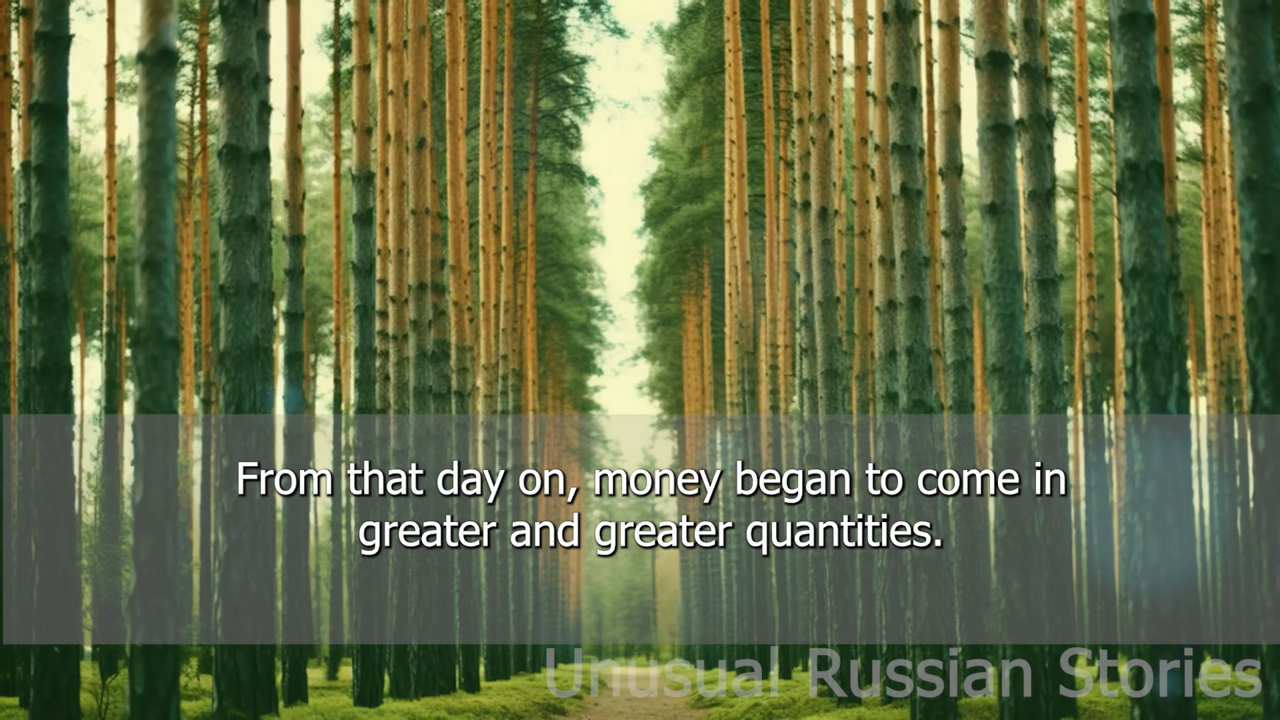 From that day on, money began to come in
greater and greater quantities.
Unusual Russian Stories